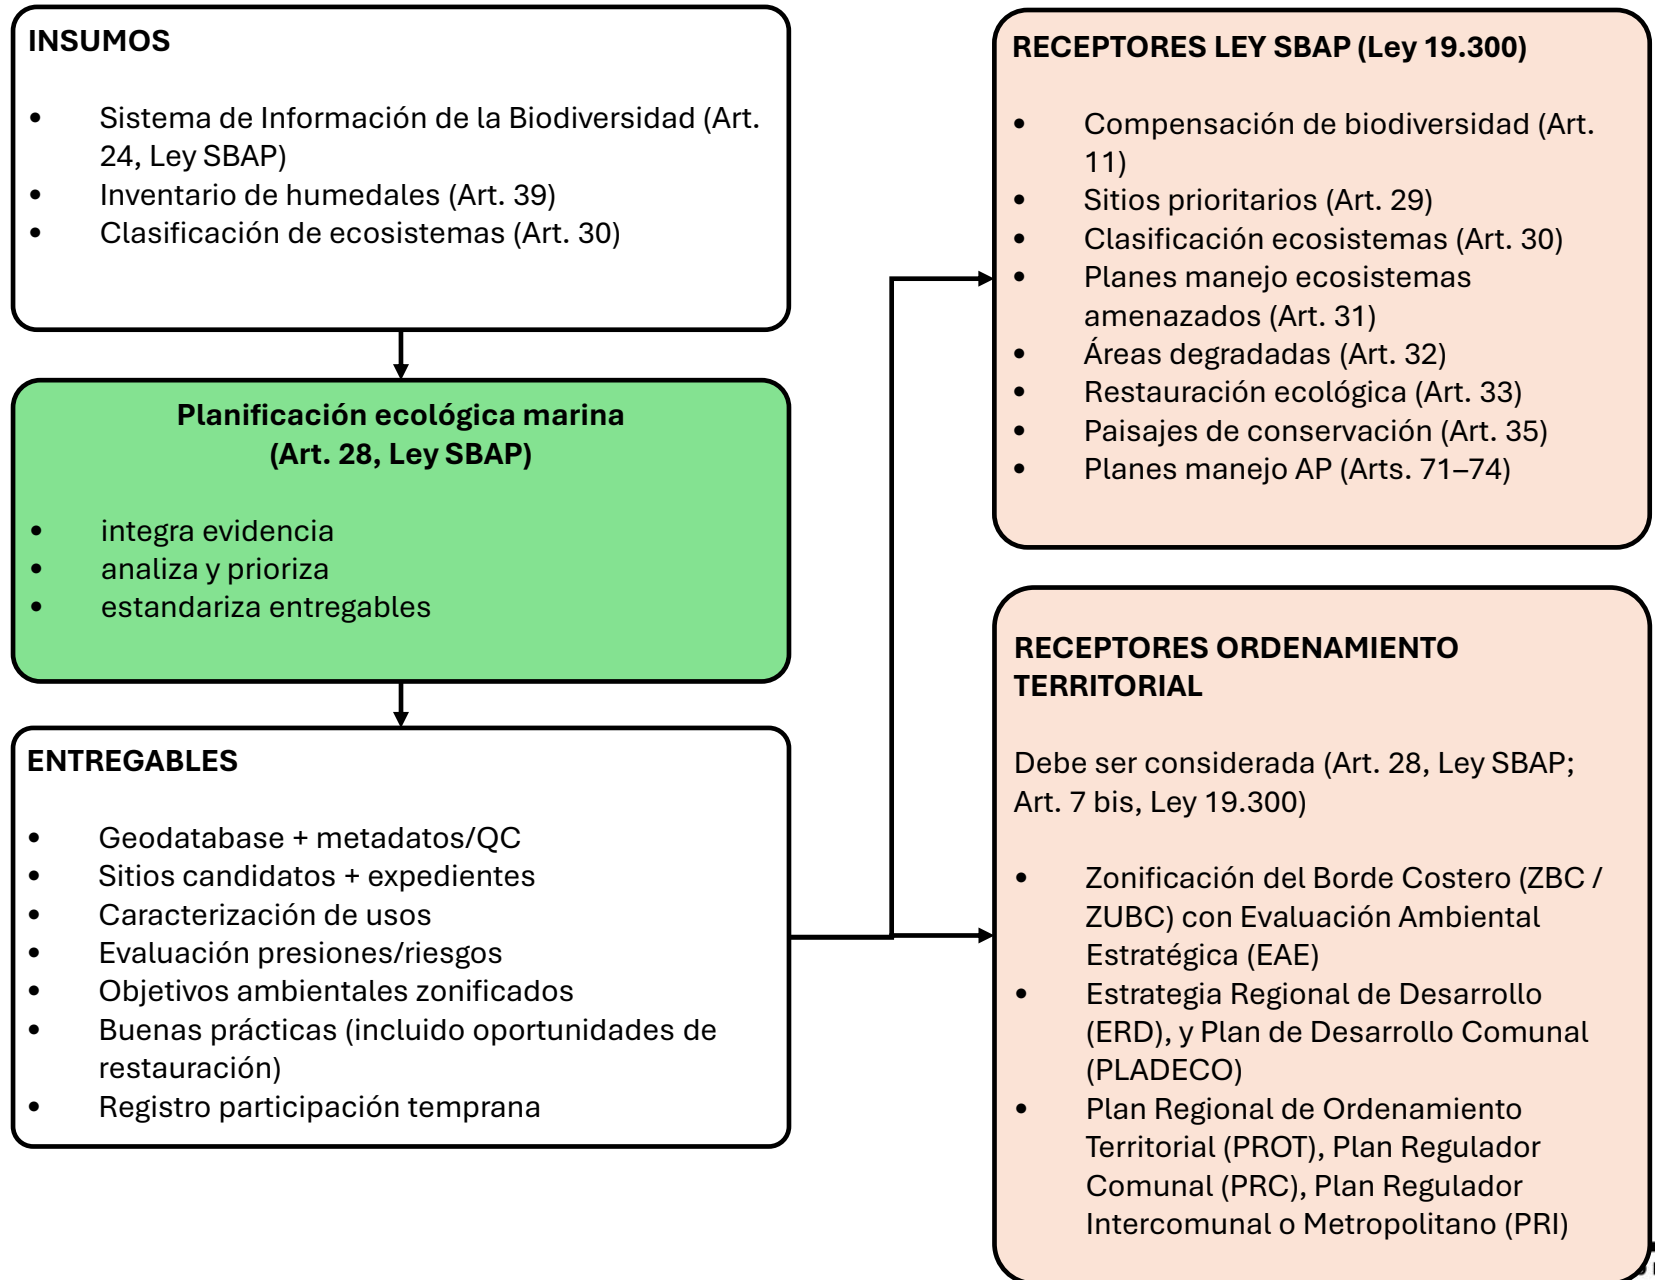 INSUMOS
• Sistema de Información de la Biodiversidad (Art.
24, Ley SBAP)
• Inventario de humedales (Art. 39)
• Clasificación de ecosistemas (Art. 30)
Planificación ecológica marina
(Art. 28, Ley SBAP)
• integra evidencia
• analiza y prioriza
• estandariza entregables
ENTREGABLES
• Geodatabase + metadatos/QC
• Sitios candidatos + expedientes
• Caracterización de usos
• Evaluación presiones/riesgos
• Objetivos ambientales zonificados
• Buenas prácticas (incluido oportunidades de
restauración)
• Registro participación temprana
RECEPTORES LEY SBAP (Ley 19.300)
• Compensación de biodiversidad (Art.
11)
• Sitios prioritarios (Art. 29)
• Clasificación ecosistemas (Art. 30)
• Planes manejo ecosistemas
amenazados (Art. 31)
• Áreas degradadas (Art. 32)
• Restauración ecológica (Art. 33)
• Paisajes de conservación (Art. 35)
• Planes manejo AP (Arts. 71–74)
RECEPTORES ORDENAMIENTO
TERRITORIAL
Debe ser considerada (Art. 28, Ley SBAP;
Art. 7 bis, Ley 19.300)
• Zonificación del Borde Costero (ZBC /
ZUBC) con Evaluación Ambiental
Estratégica (EAE)
• Estrategia Regional de Desarrollo
(ERD), y Plan de Desarrollo Comunal
(PLADECO)
• Plan Regional de Ordenamiento
Territorial (PROT), Plan Regulador
Comunal (PRC), Plan Regulador
Intercomunal o Metropolitano (PRI)